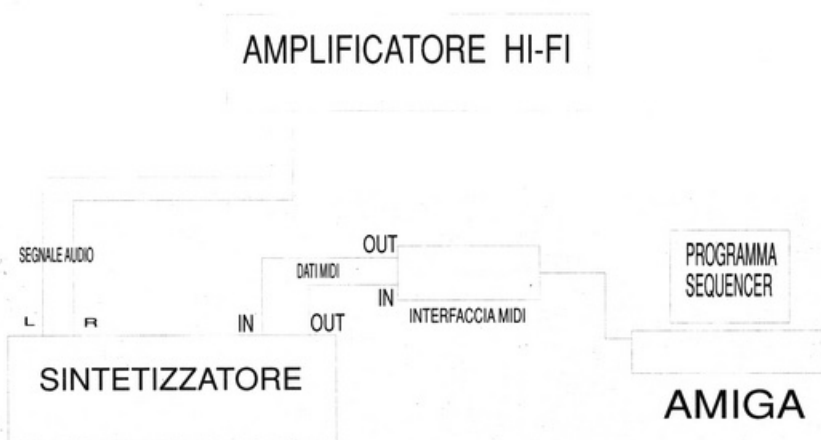 AMPLIFICATORE HI-FI
SEGNALE AUDIO
L R
OUT
DATI MIDI
IN
INTERFACCIA MIDI
IN OUT
SINTETIZZATORE
PROGRAMMA
SEQUENCER
AMIGA